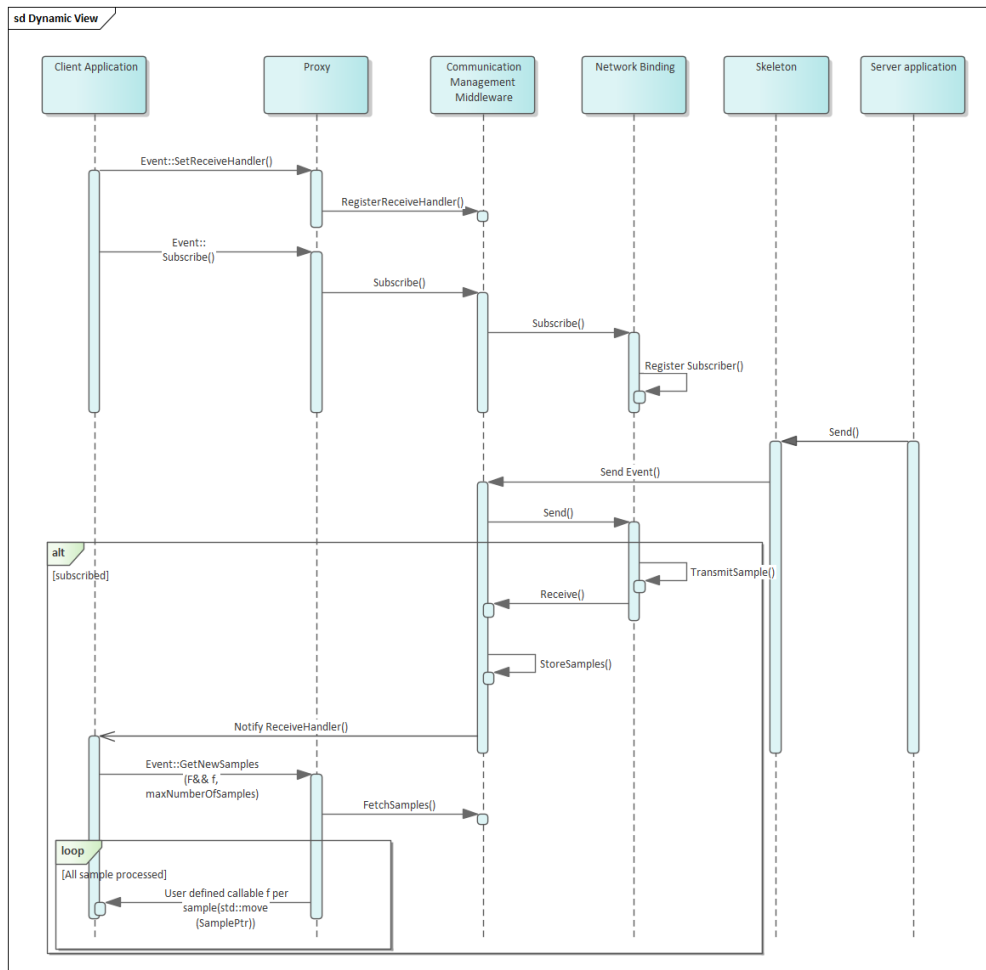 sd Dynamic View
Client Application
Proxy
Communication
Management
Middleware
Network Binding
Skeleton
Server application
Event::SetReceiveHandler()
RegisterReceiveHandler()
Event::
Subscribe()
Subscribe()
Subscribe()
Register Subscriber()
Send()
Send Event()
Send()
alt
[subscribed]
TransmitSample()
Receive()
StoreSamples()
Notify ReceiveHandler()
Event::GetNewSamples
(F&& f,
maxNumberOfSamples)
FetchSamples()
loop
[All sample processed]
User defined callable f per
sample(std::move
(SamplePtr))